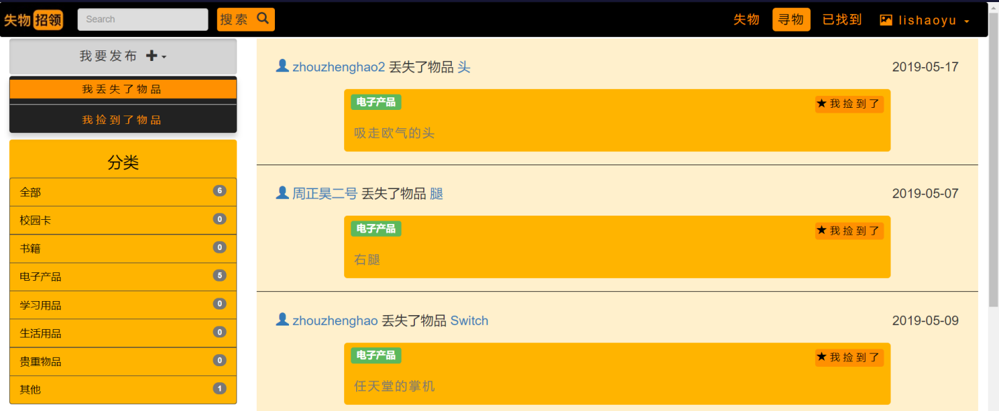 失物 招领 Search 搜索 失物 寻物 已找到 lishaoyu
我要发布
我丢失了物品
我捡到了物品
分类
全部 6
校园卡 0
书籍 0
电子产品 5
学习用品 0
生活用品 0
贵重物品 0
其他 1
zhouzhenghao2 丢失了物品 头 2019-05-17
电子产品 ★ 我捡到了
吸走欧气的头
周正昊二号 丢失了物品 腿 2019-05-07
电子产品 ★ 我捡到了
右腿
zhouzhenghao 丢失了物品 Switch 2019-05-09
电子产品 ★ 我捡到了
任天堂的掌机